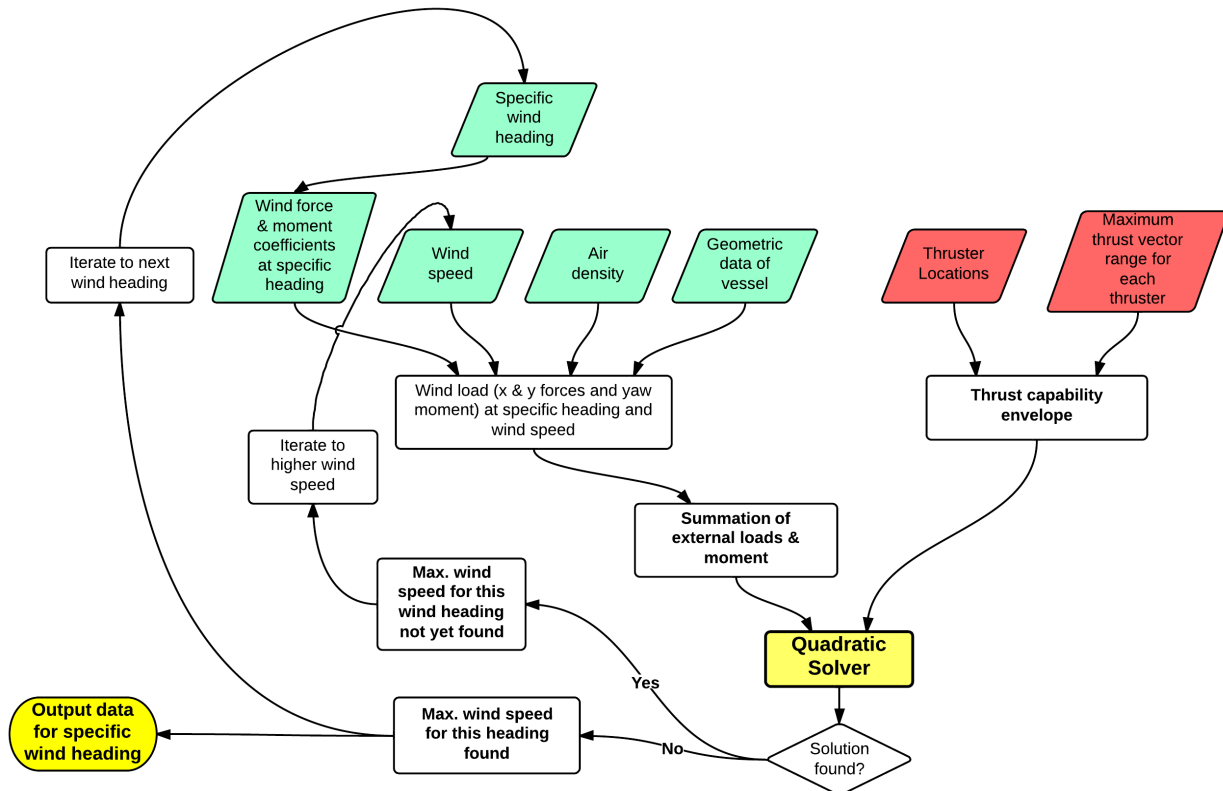 Specific
wind
heading
Wind force
& moment
coefficients
at specific
heading
Wind
speed
Air
density
Geometric
data of
vessel
Thruster
Locations
Maximum
thrust vector
range for
each
thruster
Iterate to next
wind heading
Wind load (x & y forces and yaw
moment) at specific heading and
wind speed
Thrust capability
envelope
Iterate to
higher wind
speed
Summation of
external loads &
moment
Max. wind
speed for this
wind heading
not yet found
Quadratic
Solver
Yes
Output data
for specific
wind heading
Max. wind speed
for this heading
found
No
Solution
found?